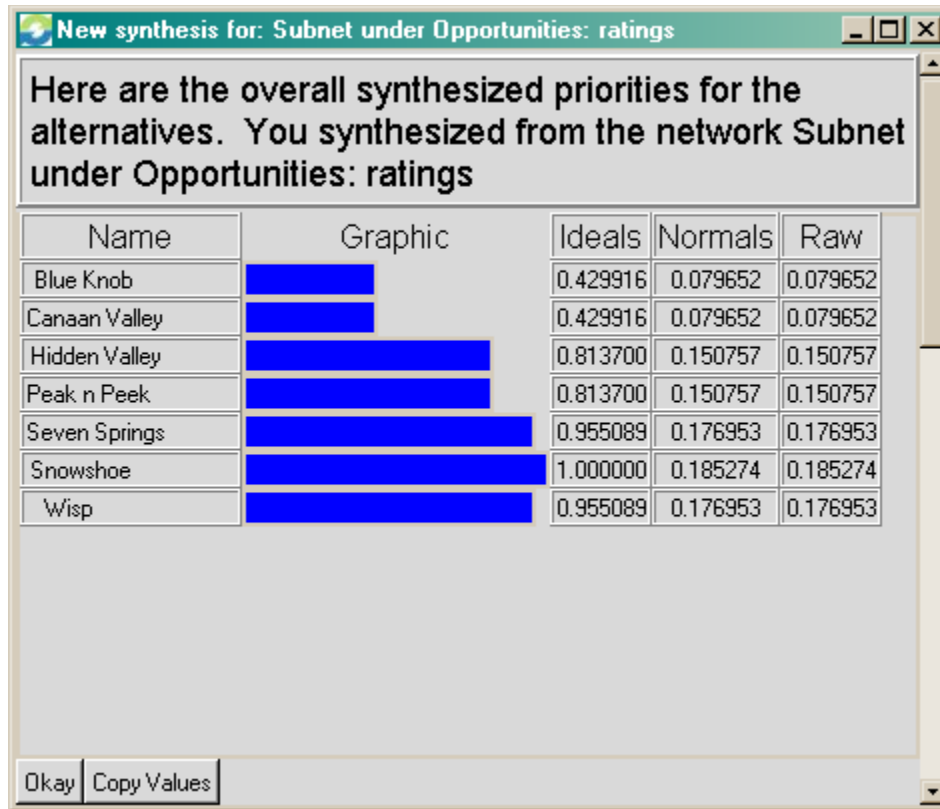 New synthesis for: Subnet under Opportunities: ratings
Here are the overall synthesized priorities for the
alternatives. You synthesized from the network Subnet
under Opportunities: ratings
Name Graphic Ideals Normals Raw
Blue Knob 0.429916 0.079652 0.079652
Canaan Valley 0.429916 0.079652 0.079652
Hidden Valley 0.813700 0.150757 0.150757
Peak n Peek 0.813700 0.150757 0.150757
Seven Springs 0.955089 0.176953 0.176953
Snowshoe 1.000000 0.185274 0.185274
Wisp 0.955089 0.176953 0.176953
Okay Copy Values